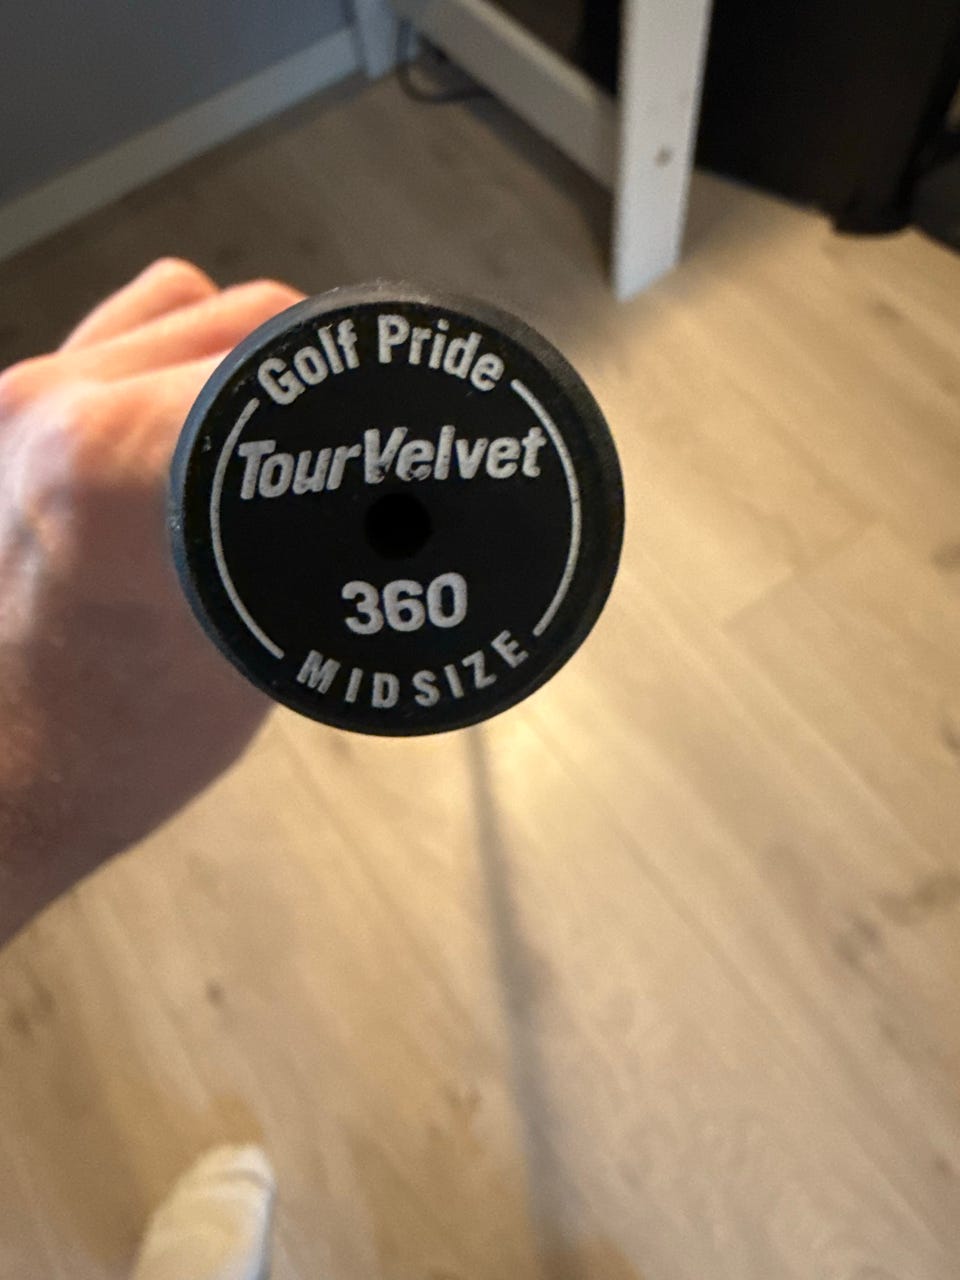 Golf Pride
TourVelvet
360
MIDSIZE